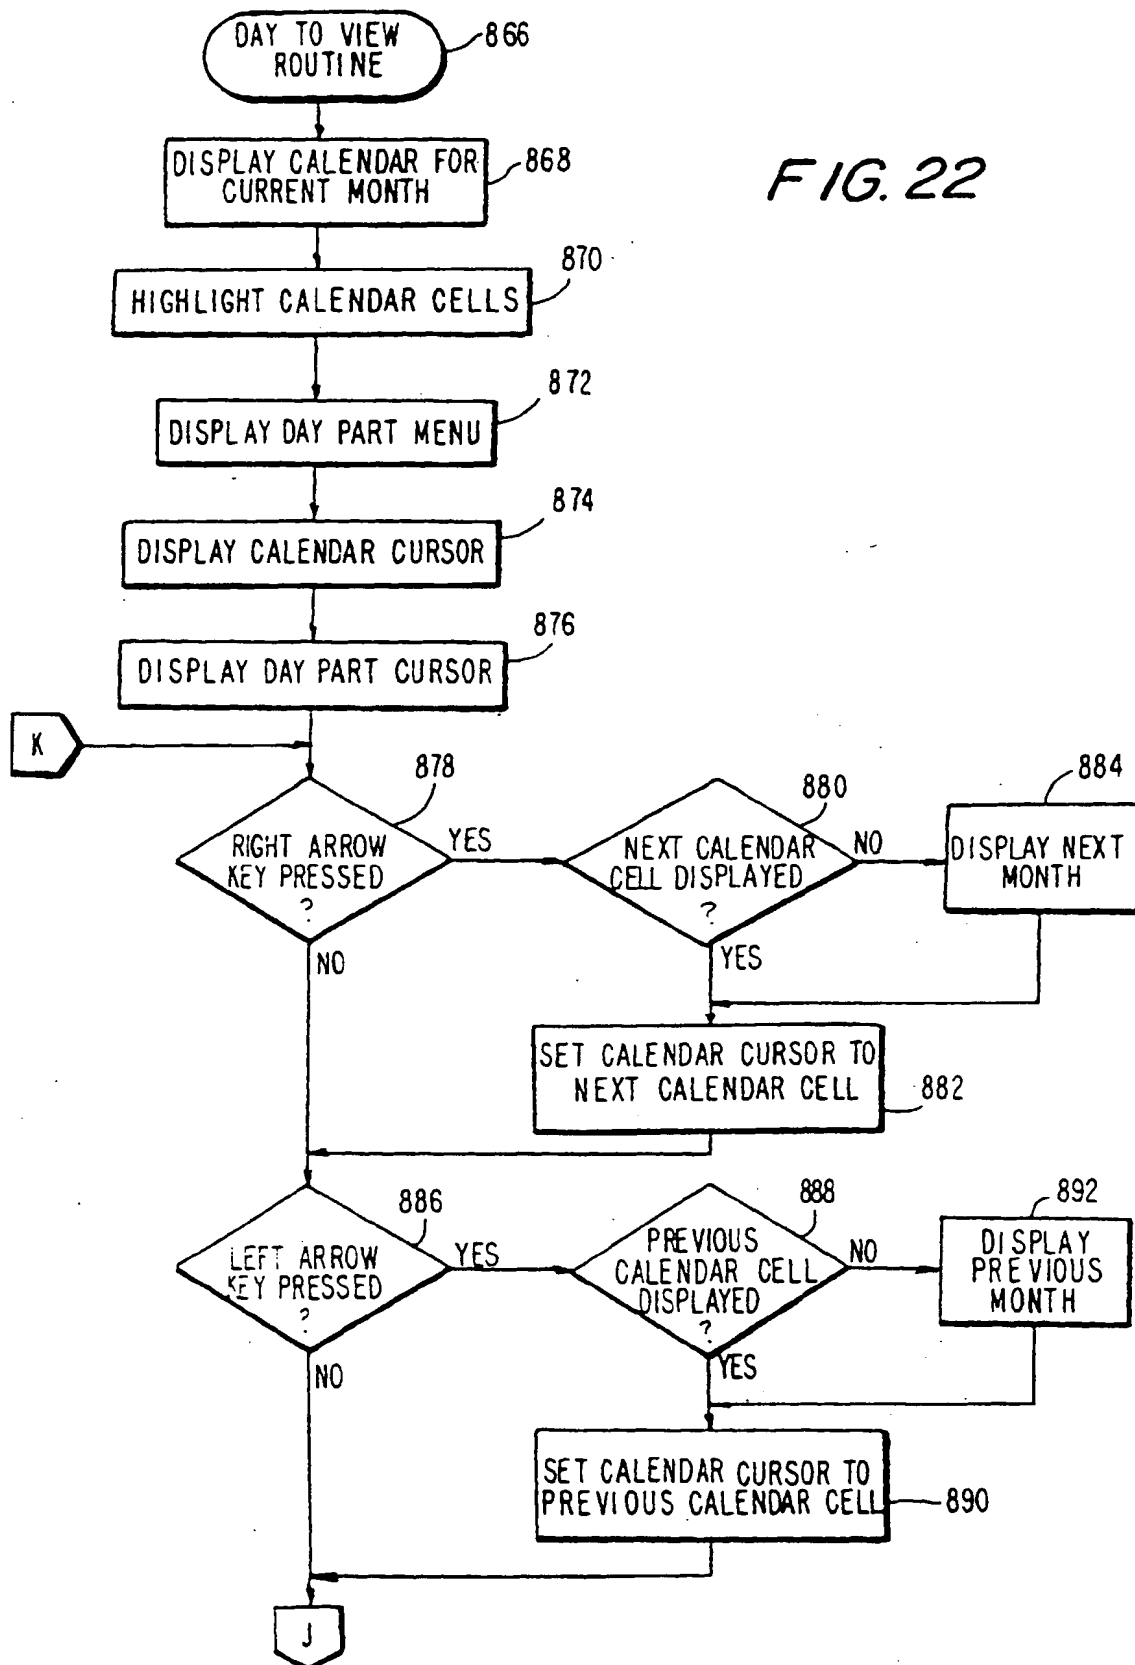 DAY TO VIEW
ROUTINE
866
DISPLAY CALENDAR FOR
CURRENT MONTH
868
FIG. 22
870
HIGHLIGHT CALENDAR CELLS
872
DISPLAY DAY PART MENU
874
DISPLAY CALENDAR CURSOR
876
DISPLAY DAY PART CURSOR
K
878
RIGHT ARROW
KEY PRESSED
?
YES
NO
880
NEXT CALENDAR
CELL DISPLAYED
?
NO
YES
884
DISPLAY NEXT
MONTH
SET CALENDAR CURSOR TO
NEXT CALENDAR CELL
882
886
LEFT ARROW
KEY PRESSED
?
YES
NO
888
PREVIOUS
CALENDAR CELL
DISPLAYED
?
NO
YES
892
DISPLAY
PREVIOUS
MONTH
SET CALENDAR CURSOR TO
PREVIOUS CALENDAR CELL
890
J